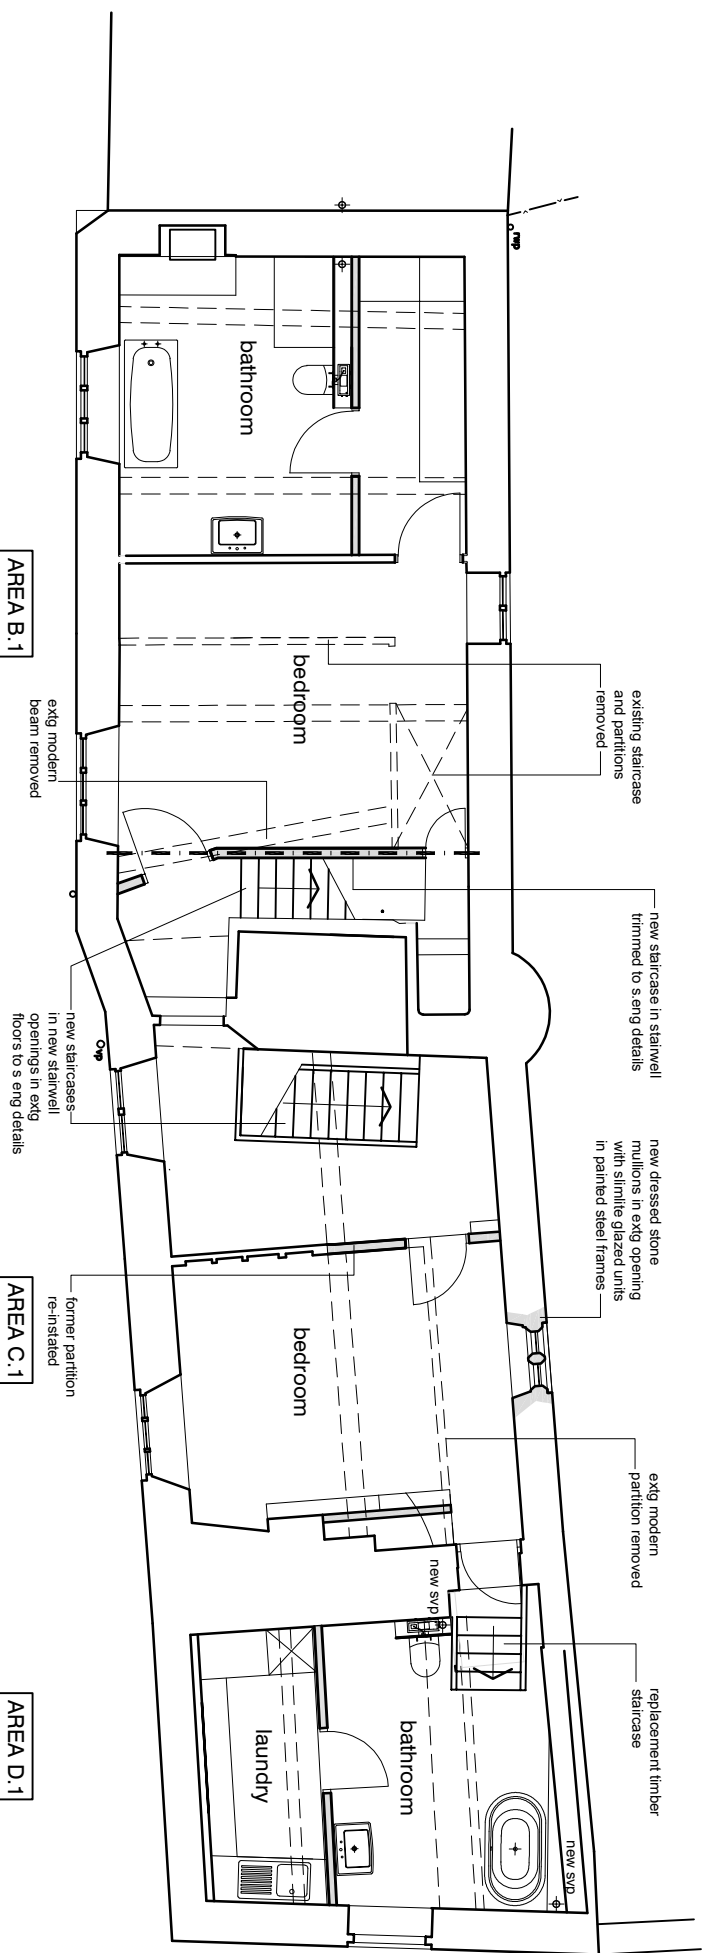 rwp
bathroom
AREA B.1
bedroom
existing staircase
and partitions
removed
extg modern
beam removed
new staircase in stairwell
trimmed to s.eng details
vp
new staircases
in new stairwell
openings in extg
floors to s eng details
new dressed stone
mullions in extg opening
with slimlite glazed units
in painted steel frames
former partition
re-instated
AREA C.1
bedroom
extg modern
partition removed
new svp
replacement timber
staircase
bathroom
laundry
new svp
AREA D.1